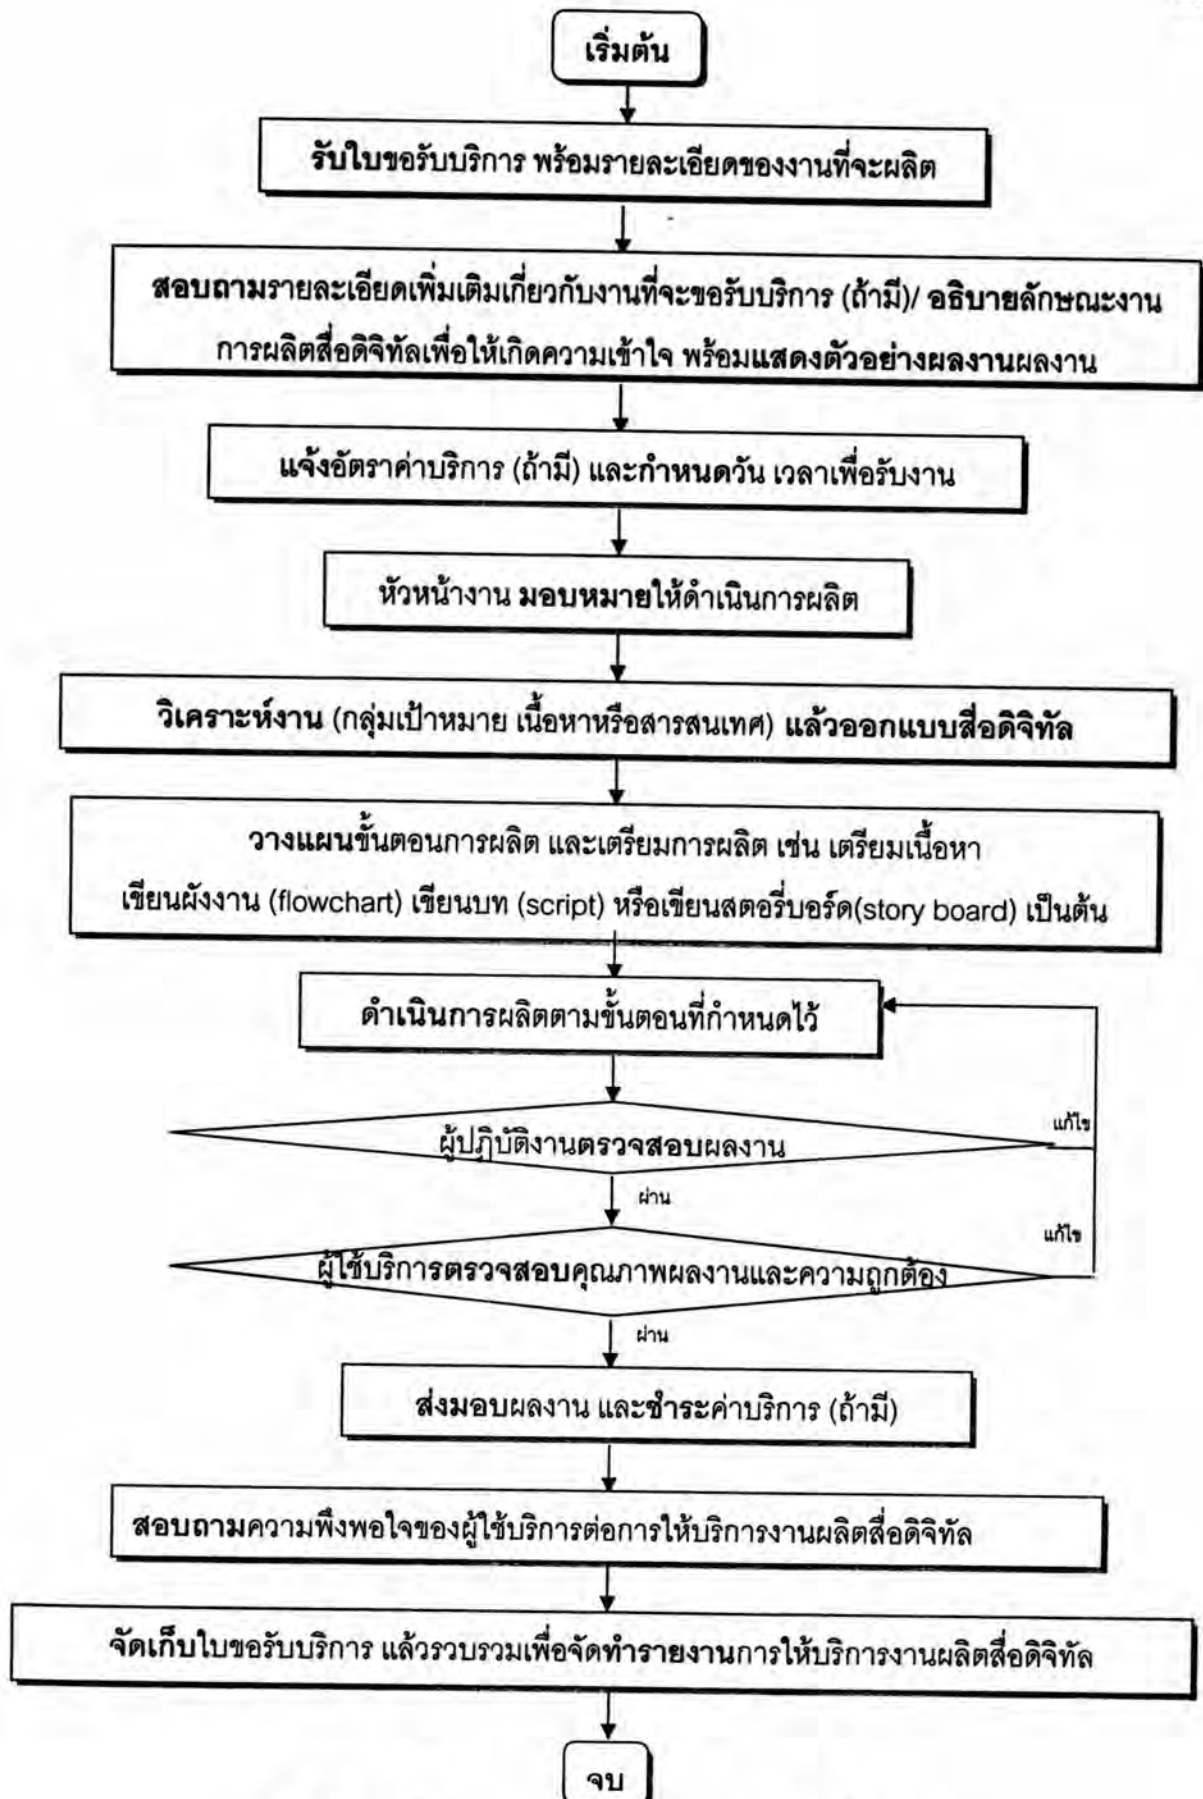 เริ่มต้น
รับใบขอรับบริการ พร้อมรายละเอียดของงานที่จะผลิต
สอบถามรายละเอียดเพิ่มเติมเกี่ยวกับงานที่จะขอรับบริการ (ถ้ามี)/ อธิบายลักษณะงาน
การผลิตสื่อดิจิทัลเพื่อให้เกิดความเข้าใจ พร้อมแสดงตัวอย่างผลงานผลงาน
แจ้งอัตราค่าบริการ (ถ้ามี) และกำหนดวัน เวลาเพื่อรับงาน
หัวหน้างาน มอบหมายให้ดำเนินการผลิต
วิเคราะห์งาน (กลุ่มเป้าหมาย เนื้อหาหรือสารสนเทศ) แล้วออกแบบสื่อดิจิทัล
วางแผนขั้นตอนการผลิต และเตรียมการผลิต เช่น เตรียมเนื้อหา
เขียนผังงาน (flowchart) เขียนบท (script) หรือเขียนสตอรี่บอร์ด(story board) เป็นต้น
ดำเนินการผลิตตามขั้นตอนที่กำหนดไว้
แก้ไข
ผู้ปฏิบัติงานตรวจสอบผลงาน
ผ่าน
แก้ไข
ผู้ใช้บริการตรวจสอบคุณภาพผลงานและความถูกต้อง
ผ่าน
ส่งมอบผลงาน และชำระค่าบริการ (ถ้ามี)
สอบถามความพึงพอใจของผู้ใช้บริการต่อการให้บริการงานผลิตสื่อดิจิทัล
จัดเก็บใบขอรับบริการ แล้วรวบรวมเพื่อจัดทำรายงานการให้บริการงานผลิตสื่อดิจิทัล
จบ